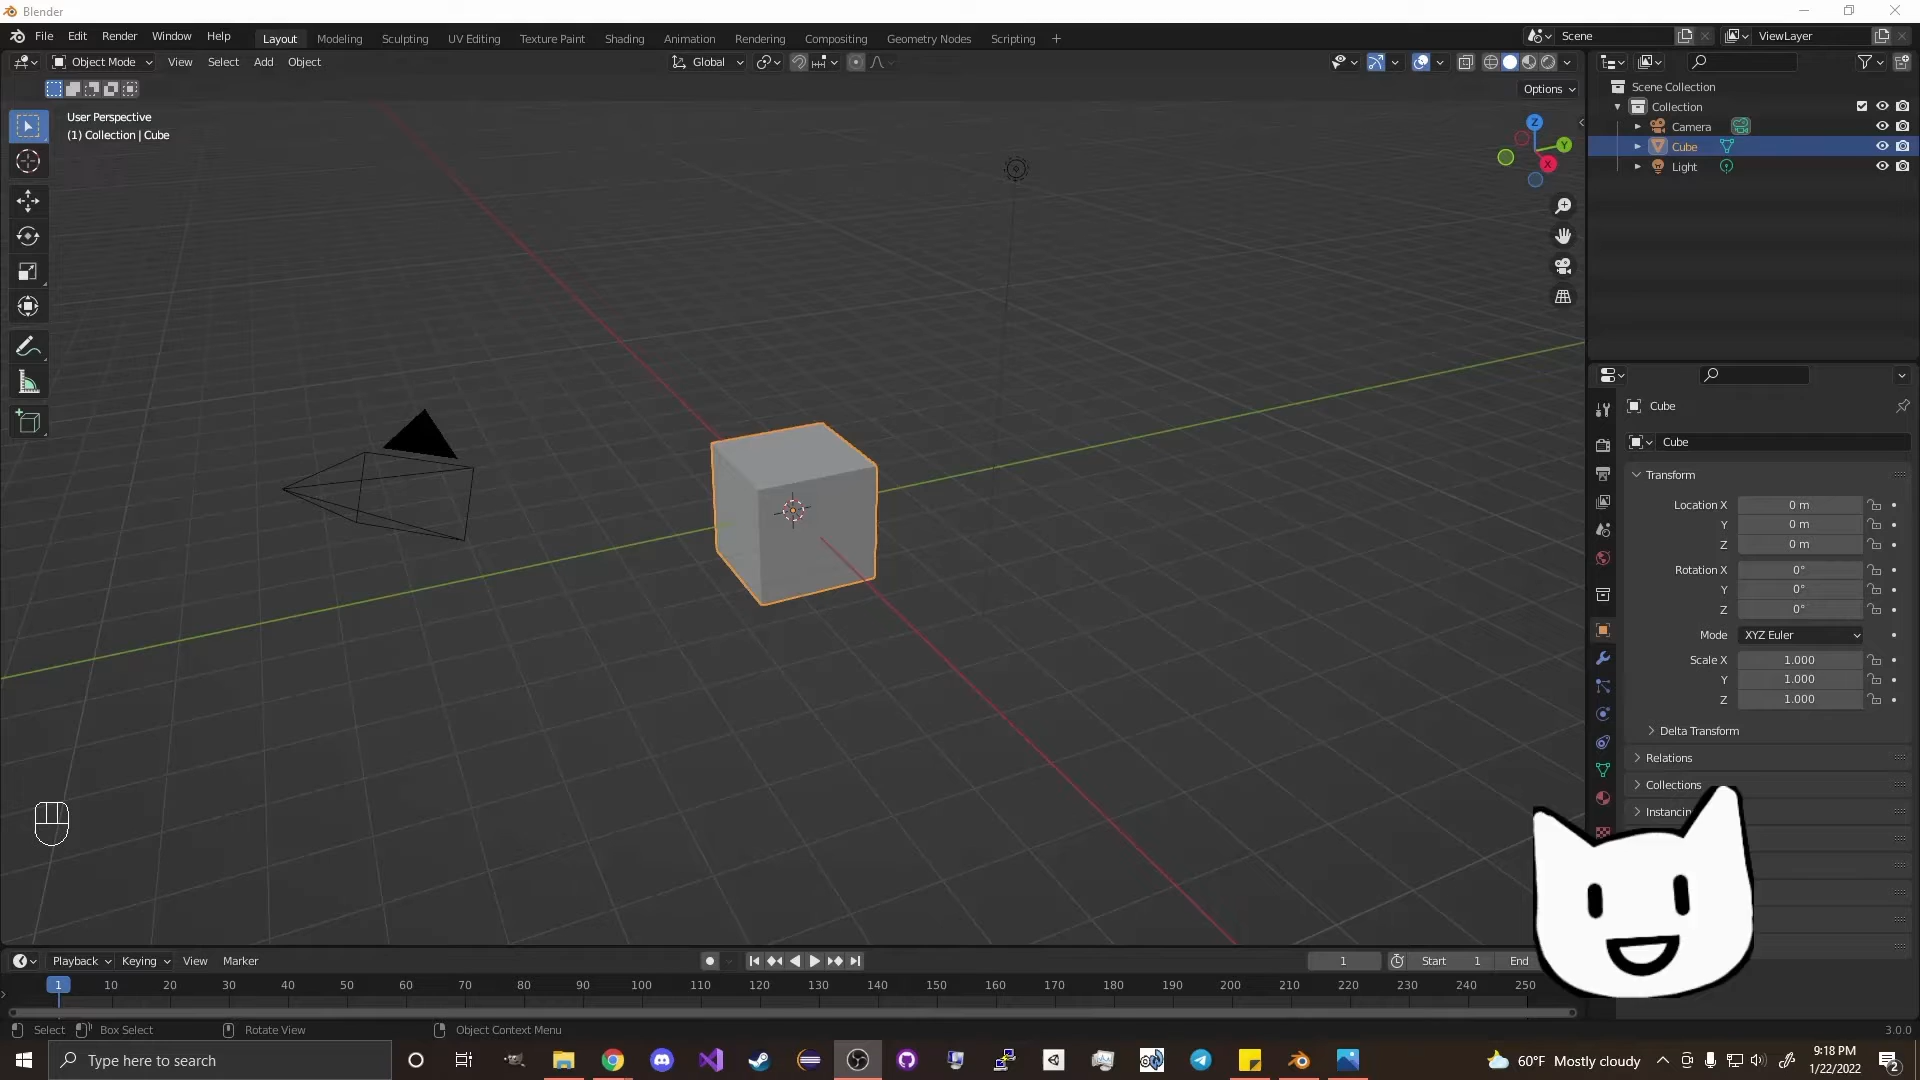 Blender
File Edit Render Window Help Layout Modeling Sculpting UV Editing Texture Paint Shading Animation Rendering Compositing Geometry Nodes Scripting + Scene ViewLayer
Object Mode View Select Add Object Global
Options
User Perspective
(1) Collection | Cube
Z
Y
X
Scene Collection
Collection
Camera
Cube
Light
Cube
Cube
Transform
Location X 0 m
Y 0 m
Z 0 m
Rotation X 0°
Y 0°
Z 0°
Mode XYZ Euler
Scale X 1.000
Y 1.000
Z 1.000
Delta Transform
Relations
Collections
Instancin
Playback Keying View Marker 1 Start 1 End
1 10 20 30 40 50 60 70 80 90 100 110 120 130 140 150 160 170 180 190 200 210 220 230 240 250
Select Box Select Rotate View Object Context Menu 3.0.0
Type here to search 60°F Mostly cloudy 9:18 PM
1/22/2022 2